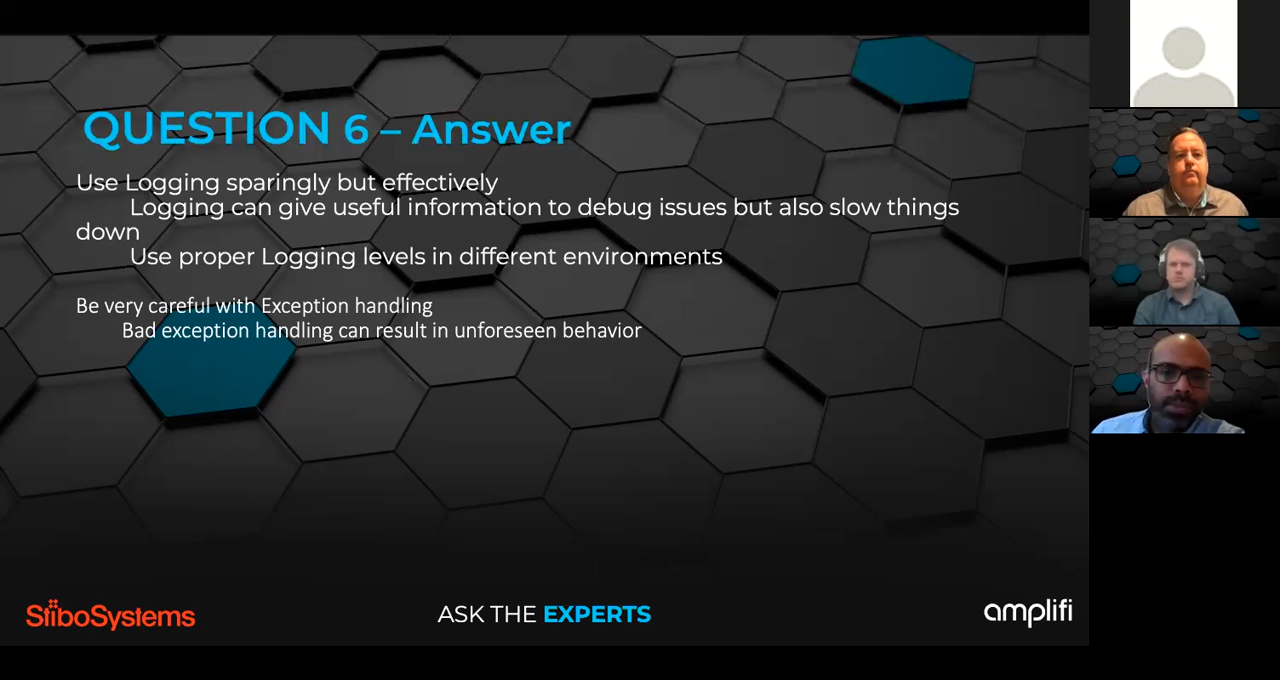 QUESTION 6 – Answer
Use Logging sparingly but effectively
Logging can give useful information to debug issues but also slow things
down
Use proper Logging levels in different environments
Be very careful with Exception handling
Bad exception handling can result in unforeseen behavior
StiboSystems
ASK THE EXPERTS
amplifi